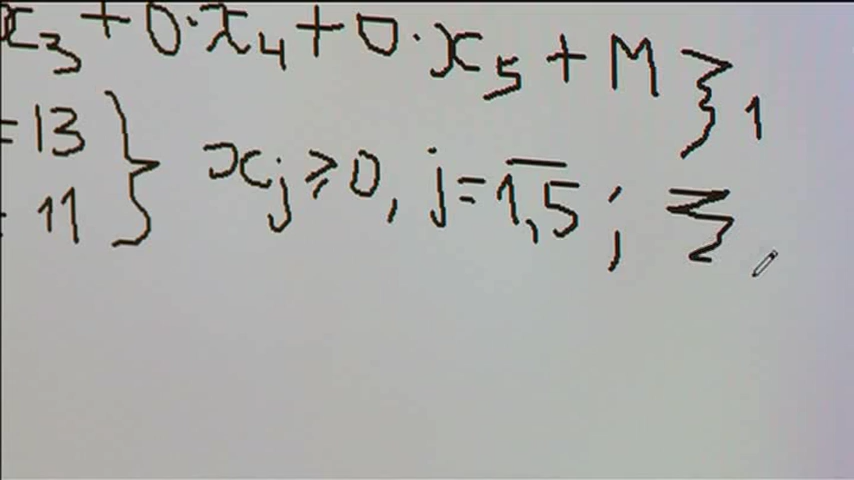 x₃ + 0·x₄ + 0·x₅ + M ξ₁
= 13
= 11 } xⱼ ≥ 0, j = 1,5 ; Ξ